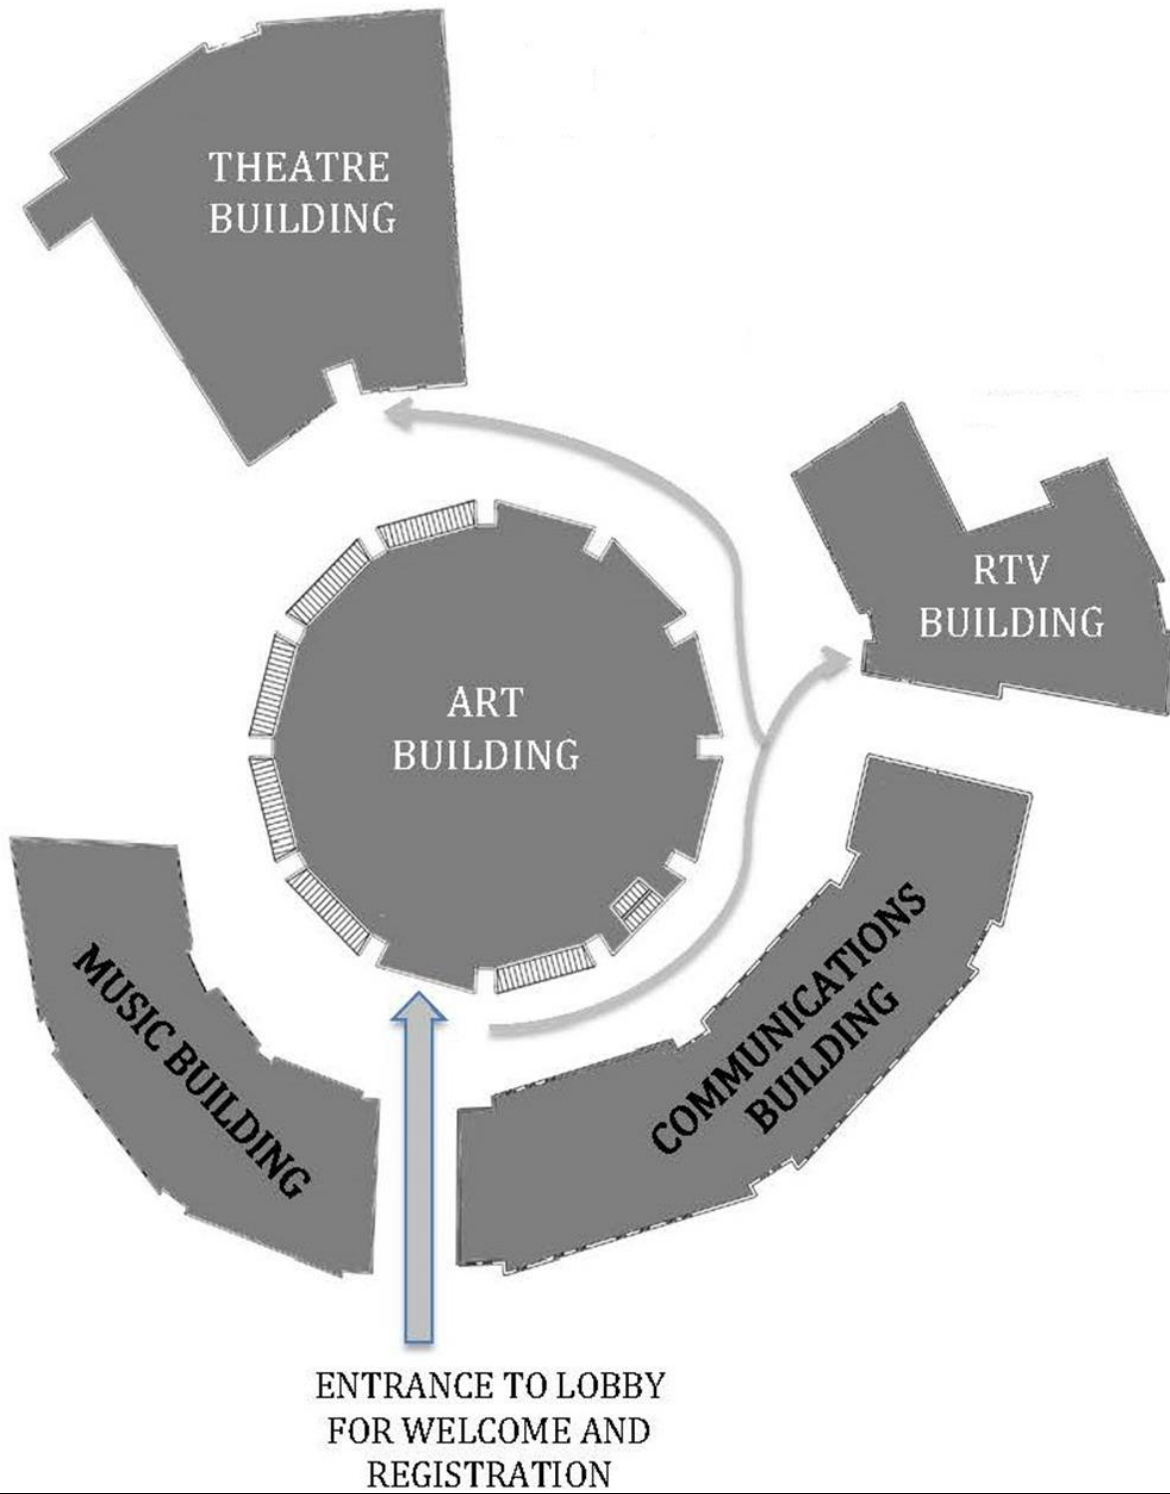 THEATRE
BUILDING
RTV
BUILDING
ART
BUILDING
MUSIC BUILDING
COMMUNICATIONS
BUILDING
ENTRANCE TO LOBBY
FOR WELCOME AND
REGISTRATION